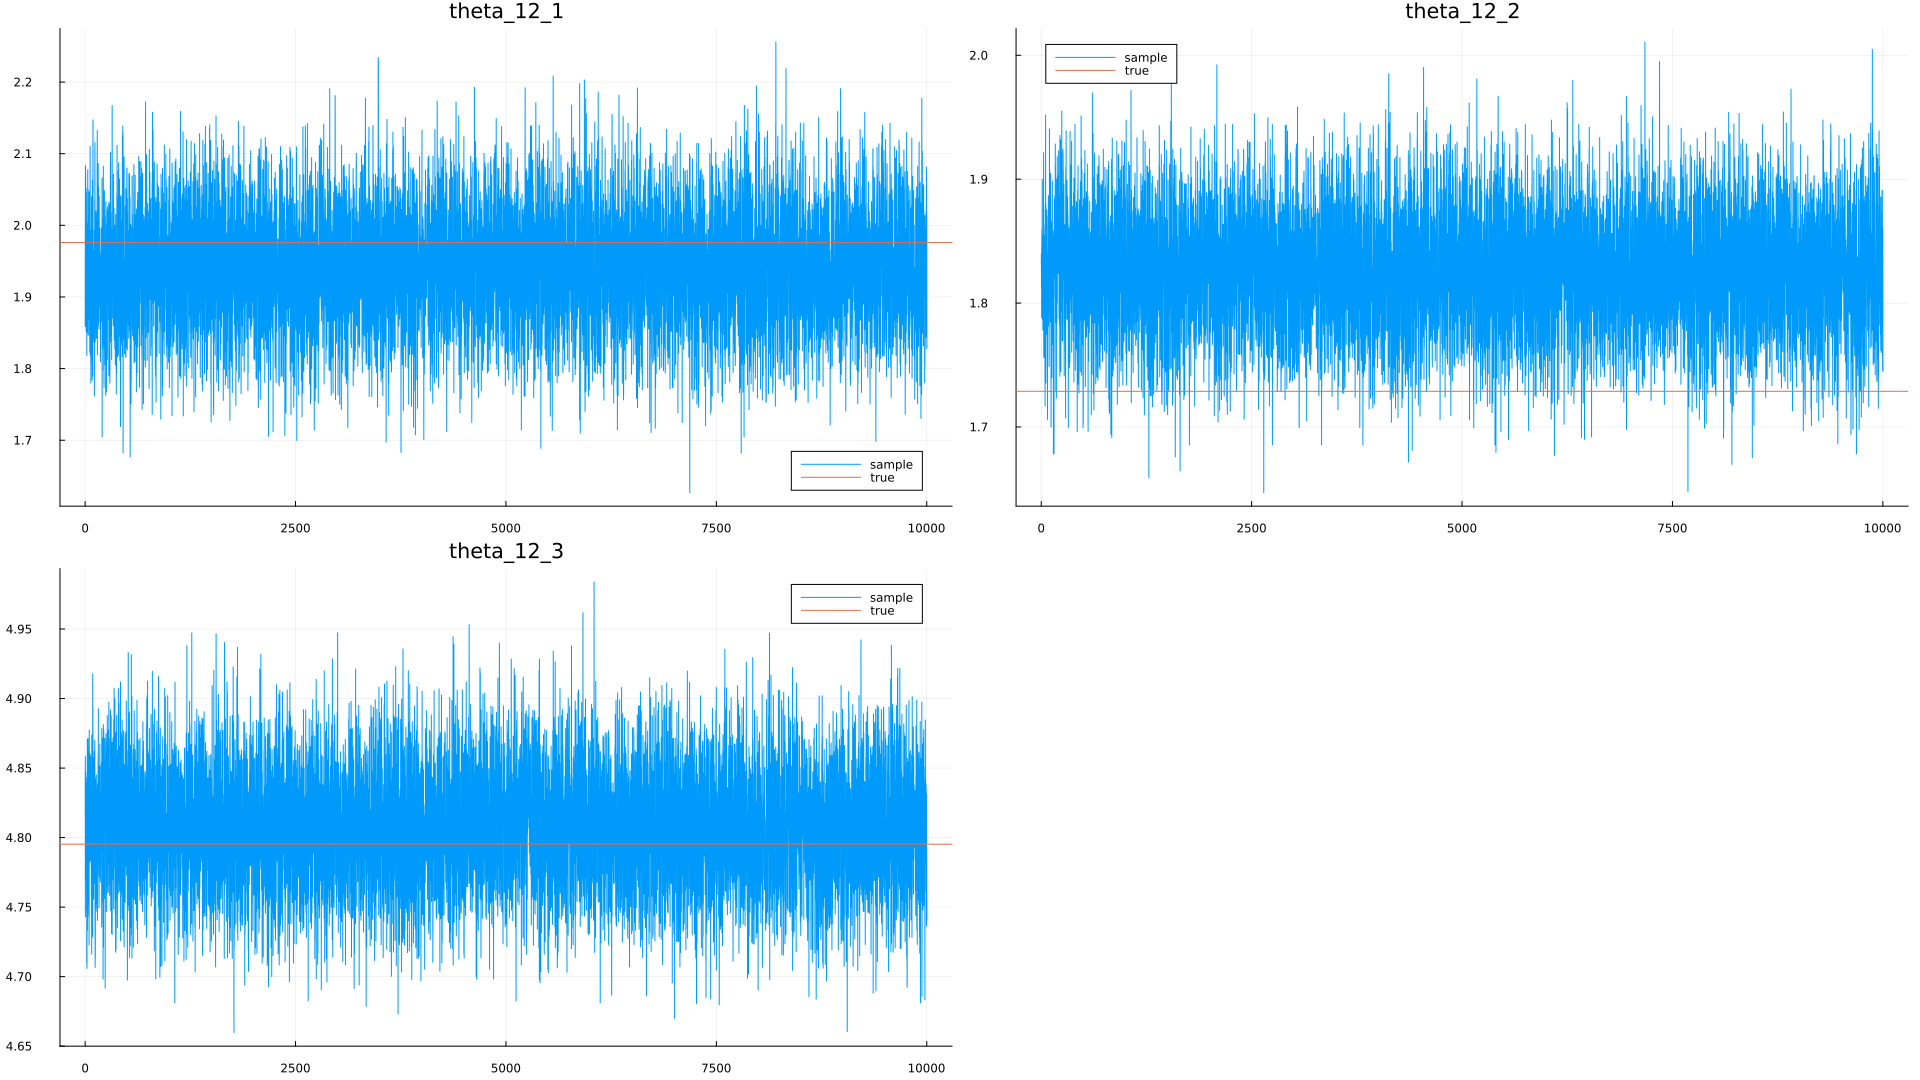 theta_12_1
2.2
2.1
2.0
1.9
1.8
1.7
sample
true
0 2500 5000 7500 10000
theta_12_2
2.0
1.9
1.8
1.7
sample
true
0 2500 5000 7500 10000
theta_12_3
4.95
4.90
4.85
4.80
4.75
4.70
4.65
sample
true
0 2500 5000 7500 10000